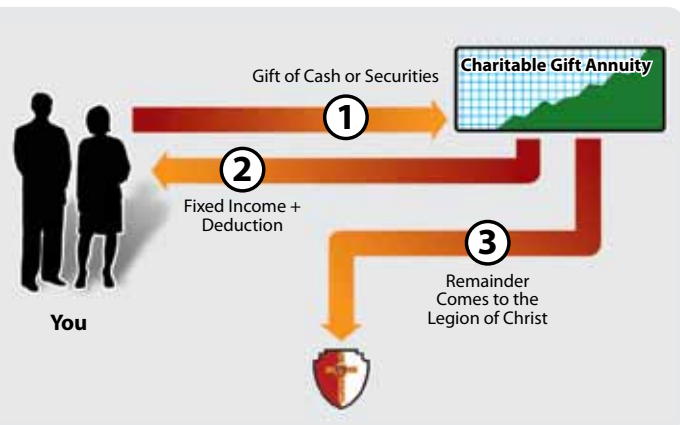 Charitable Gift Annuity
Gift of Cash or Securities
1
2
Fixed Income +
Deduction
3
Remainder
Comes to the
Legion of Christ
You